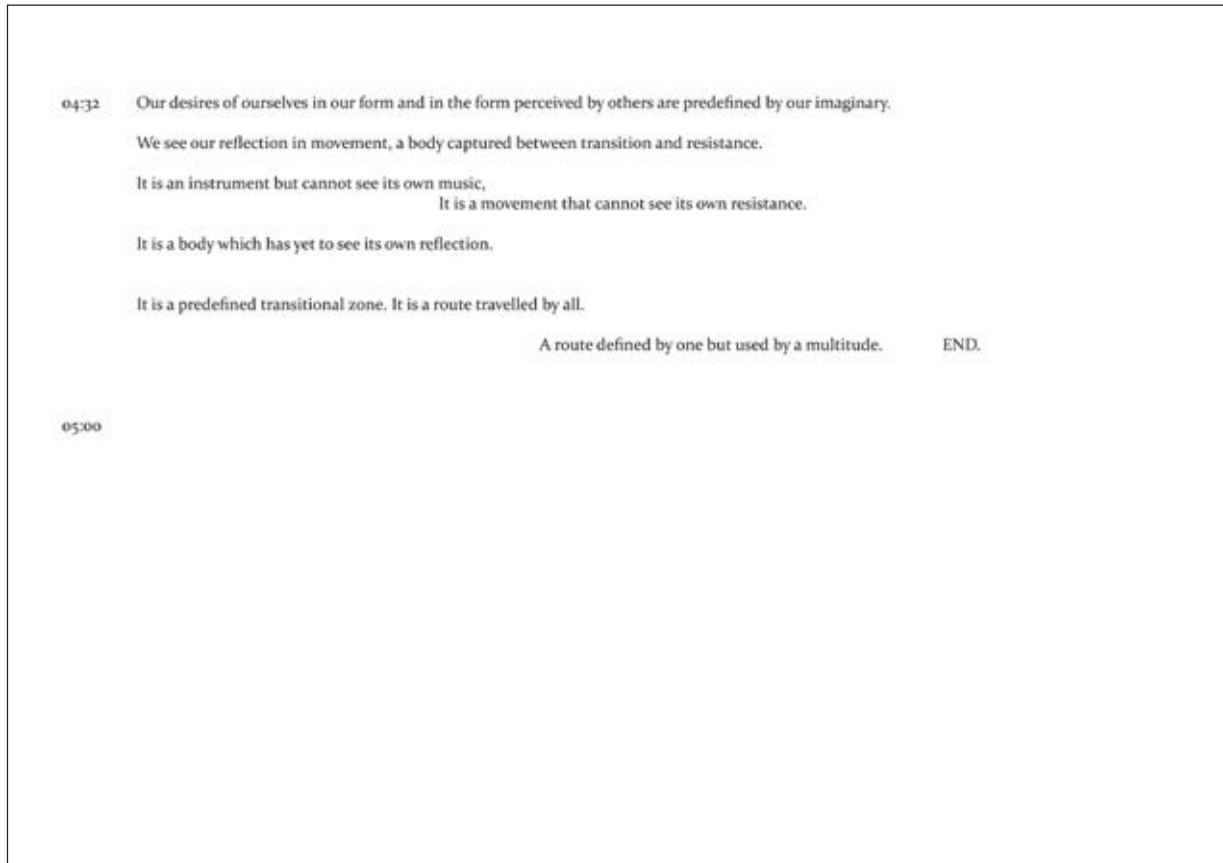 04:32 Our desires of ourselves in our form and in the form perceived by others are predefined by our imaginary.
We see our reflection in movement, a body captured between transition and resistance.
It is an instrument but cannot see its own music,
It is a movement that cannot see its own resistance.
It is a body which has yet to see its own reflection.
It is a predefined transitional zone. It is a route travelled by all.
A route defined by one but used by a multitude. END.
05:00